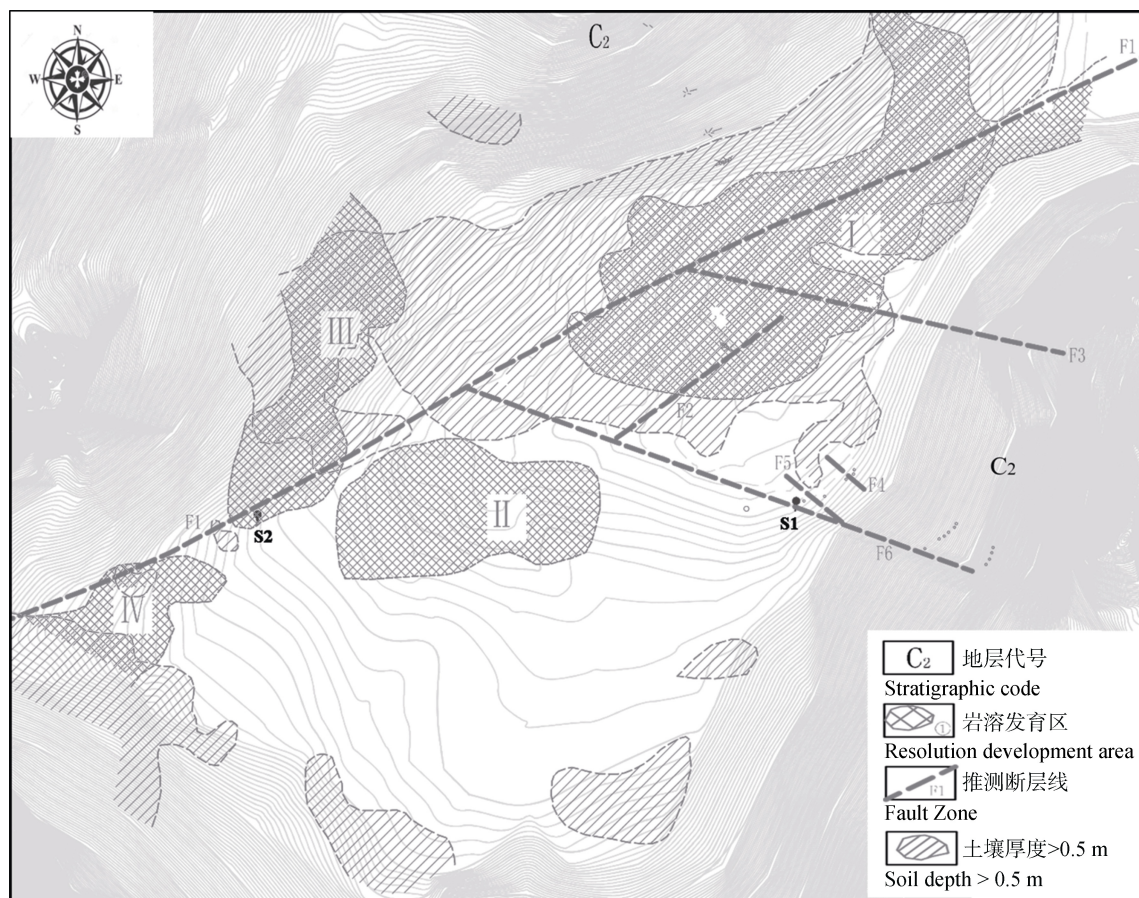 N
W
E
S
C₂
F1
I
III
F3
F2
C₂
F5
F4
S1
II
F1
S2
F6
IV
C₂
地层代号
Stratigraphic code
①
岩溶发育区
Resolution development area
F1
推测断层线
Fault Zone
土壤厚度>0.5 m
Soil depth > 0.5 m